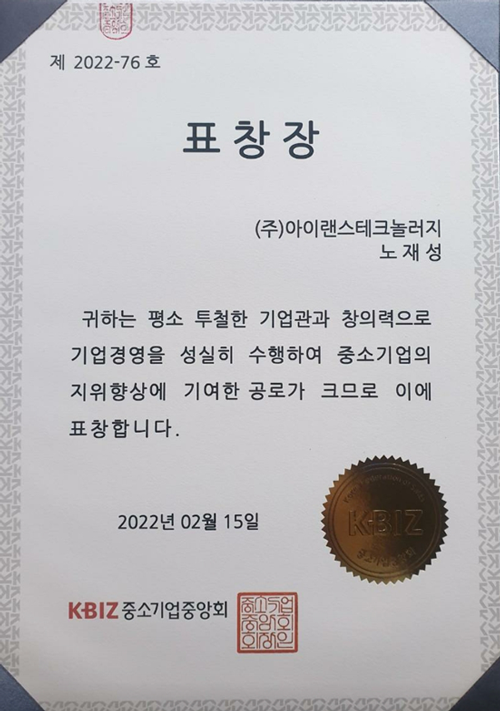 제 2022-76 호
표창장
(주)아이랜스테크놀러지
노재성
귀하는 평소 투철한 기업관과 창의력으로
기업경영을 성실히 수행하여 중소기업의
지위향상에 기여한 공로가 크므로 이에
표창합니다.
K-BIZ
2022년 02월 15일
K-BIZ 중소기업중앙회
중소기업
중앙회
회장인